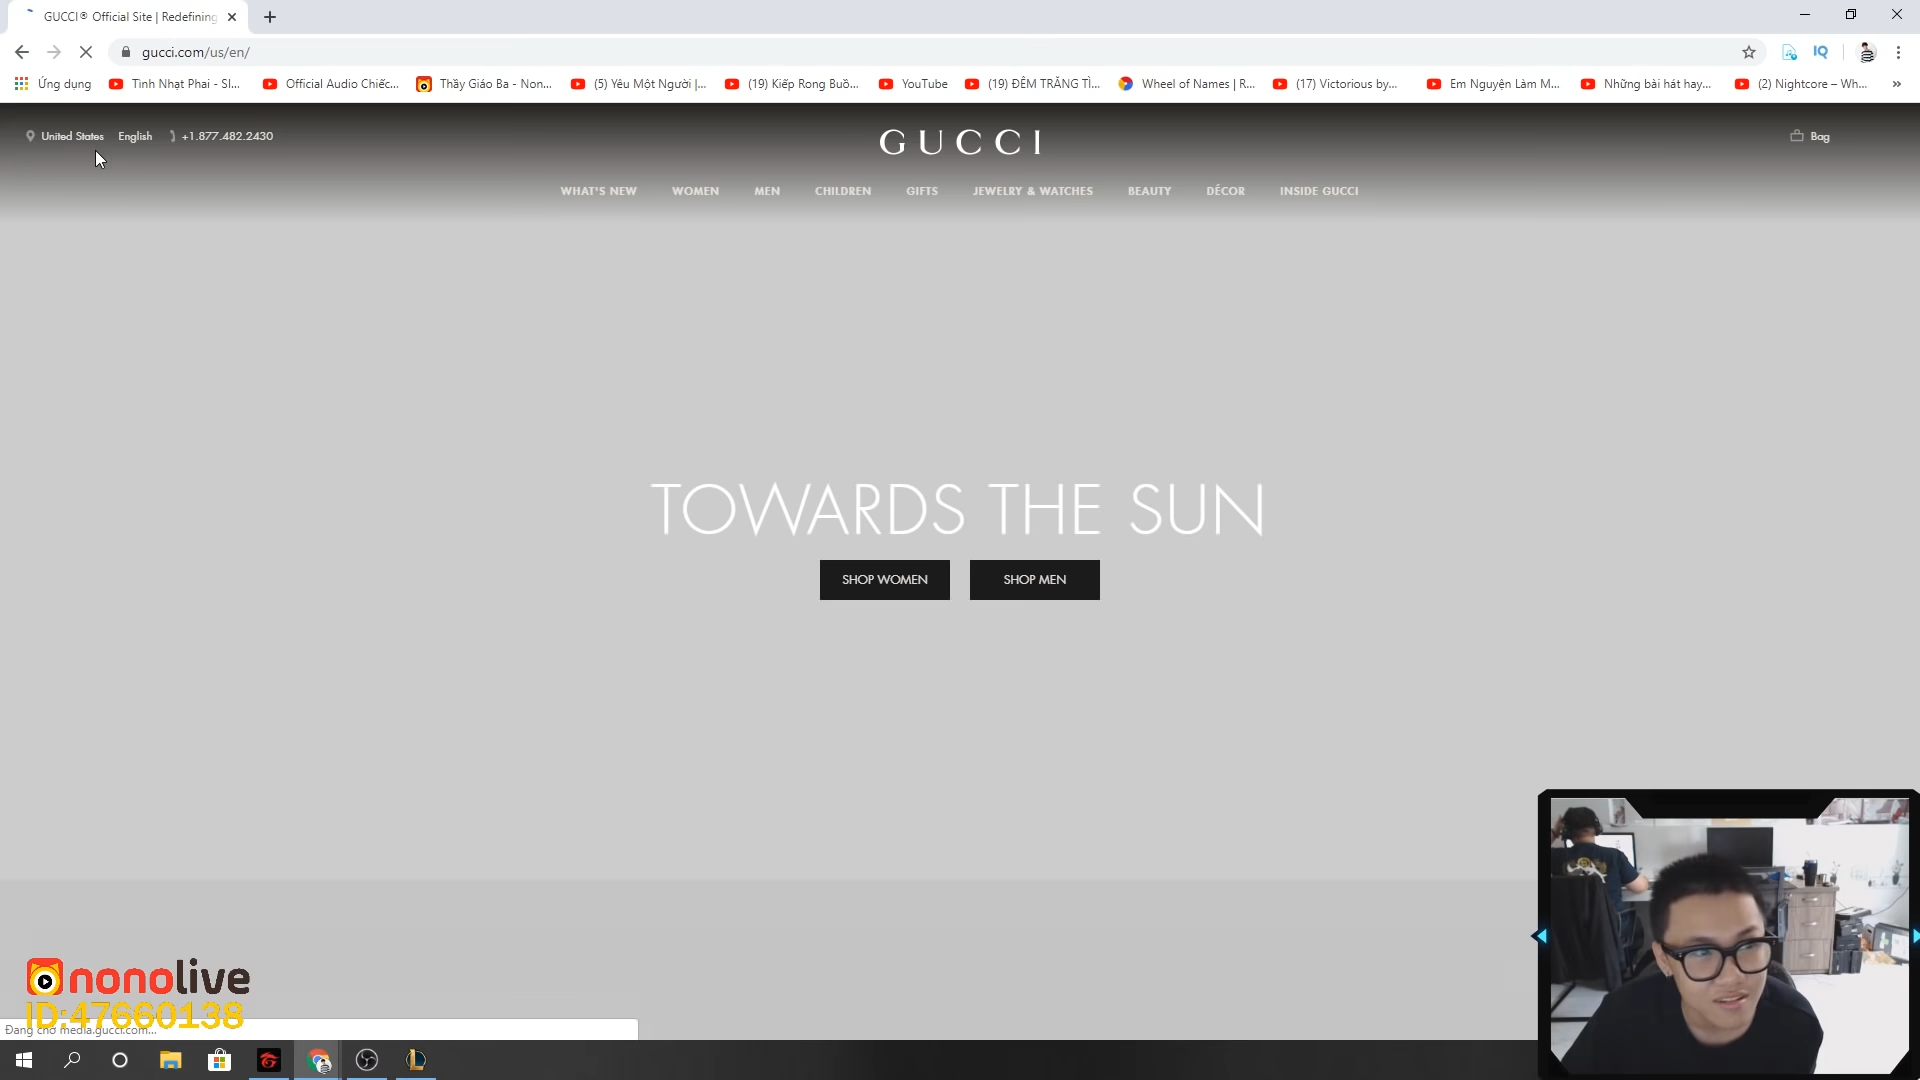 GUCCI® Official Site | Redefining
gucci.com/us/en/
IQ
Ứng dụng
Tình Nhạt Phai - Sl...
Official Audio Chiếc...
Thầy Giáo Ba - Non...
(5) Yêu Một Người |...
(19) Kiếp Rong Buồ...
YouTube
(19) ĐÊM TRĂNG TÌ...
Wheel of Names | R...
(17) Victorious by...
Em Nguyện Làm M...
Những bài hát hay...
(2) Nightcore – Wh...
United States English +1.877.482.2430
GUCCI
Bag
WHAT'S NEW WOMEN MEN CHILDREN GIFTS JEWELRY & WATCHES BEAUTY DÉCOR INSIDE GUCCI
TOWARDS THE SUN
SHOP WOMEN SHOP MEN
nonolive
ID:47660138
Đang chờ media.gucci.com...